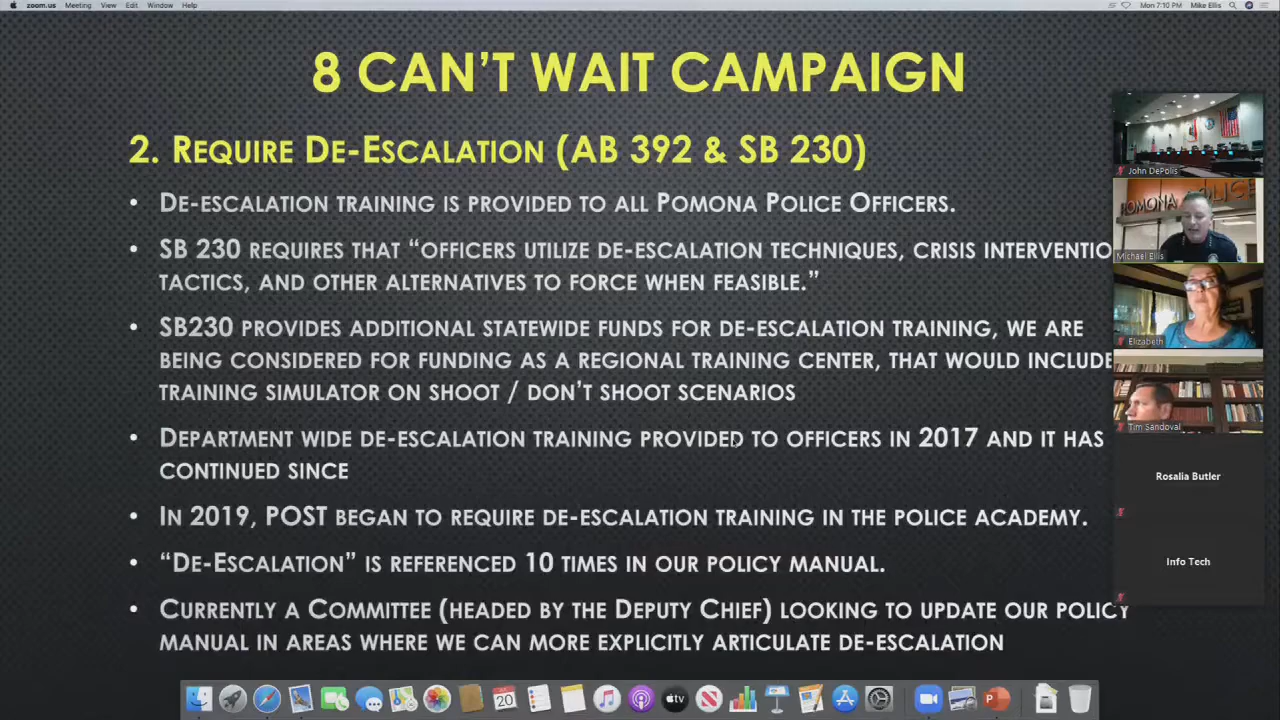 zoom.us Meeting View Edit Window Help Mon 7:10 PM Mike Ellis
8 CAN'T WAIT CAMPAIGN
2. REQUIRE DE-ESCALATION (AB 392 & SB 230)
• DE-ESCALATION TRAINING IS PROVIDED TO ALL POMONA POLICE OFFICERS.
• SB 230 REQUIRES THAT “OFFICERS UTILIZE DE-ESCALATION TECHNIQUES, CRISIS INTERVENTIO
TACTICS, AND OTHER ALTERNATIVES TO FORCE WHEN FEASIBLE.”
• SB230 PROVIDES ADDITIONAL STATEWIDE FUNDS FOR DE-ESCALATION TRAINING, WE ARE
BEING CONSIDERED FOR FUNDING AS A REGIONAL TRAINING CENTER, THAT WOULD INCLUDE
TRAINING SIMULATOR ON SHOOT / DON'T SHOOT SCENARIOS
• DEPARTMENT WIDE DE-ESCALATION TRAINING PROVIDED TO OFFICERS IN 2017 AND IT HAS
CONTINUED SINCE
• IN 2019, POST BEGAN TO REQUIRE DE-ESCALATION TRAINING IN THE POLICE ACADEMY.
• “DE-ESCALATION” IS REFERENCED 10 TIMES IN OUR POLICY MANUAL.
• CURRENTLY A COMMITTEE (HEADED BY THE DEPUTY CHIEF) LOOKING TO UPDATE OUR POLICY
MANUAL IN AREAS WHERE WE CAN MORE EXPLICITLY ARTICULATE DE-ESCALATION
John DePolis
POMONA POLICE
Michael Ellis
Elizabeth
Tim Sandoval
Rosalia Butler
Info Tech
20
tv